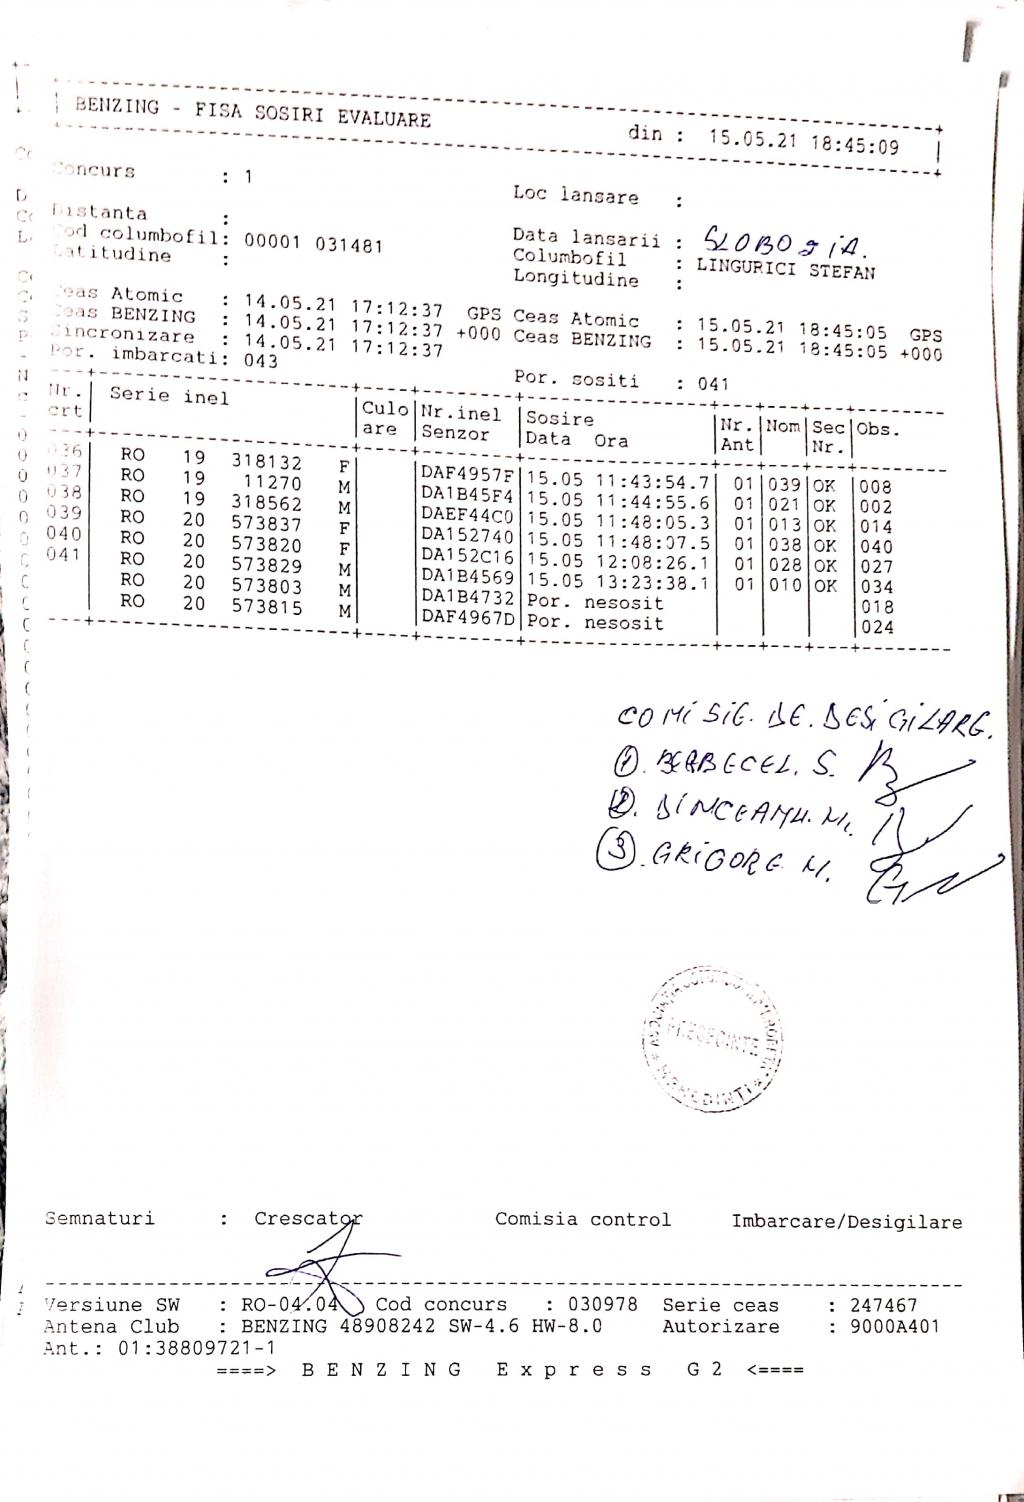 BENZING - FISA SOSIRI EVALUARE din : 15.05.21 18:45:09
Concurs : 1 Loc lansare :
Distanta : Data lansarii : SLOBOZIA.
Cod columbofil: 00001 031481 Columbofil : LINGURICI STEFAN
Latitudine : Longitudine :
Ceas Atomic : 14.05.21 17:12:37 GPS Ceas Atomic : 15.05.21 18:45:05 GPS
Ceas BENZING : 14.05.21 17:12:37 +000 Ceas BENZING : 15.05.21 18:45:05 +000
Sincronizare : 14.05.21 17:12:37
Por. imbarcati: 043 Por. sositi : 041
Nr. Serie inel Culo Nr.inel Sosire Nr. Nom Sec Obs.
crt are Senzor Data Ora Ant Nr.
036 RO 19 318132 F DAF4957F 15.05 11:43:54.7 01 039 OK 008
037 RO 19 11270 M DA1B45F4 15.05 11:44:55.6 01 021 OK 002
038 RO 19 318562 M DAEF44C0 15.05 11:48:05.3 01 013 OK 014
039 RO 20 573837 F DA152740 15.05 11:48:07.5 01 038 OK 040
040 RO 20 573820 F DA152C16 15.05 12:08:26.1 01 028 OK 027
041 RO 20 573829 M DA1B4569 15.05 13:23:38.1 01 010 OK 034
RO 20 573803 M DA1B4732 Por. nesosit 018
RO 20 573815 M DAF4967D Por. nesosit 024
COMISIE. DE. DESIGILARE.
1. BERBECEL. S.
2. DINCEANU. M.
3. GRIGORE M.
PRESEDINTE
MEHEDINTI
Semnaturi : Crescator Comisia control Imbarcare/Desigilare
Versiune SW : RO-04.04 Cod concurs : 030978 Serie ceas : 247467
Antena Club : BENZING 48908242 SW-4.6 HW-8.0 Autorizare : 9000A401
Ant.: 01:38809721-1
====> B E N Z I N G E x p r e s s G 2 <====